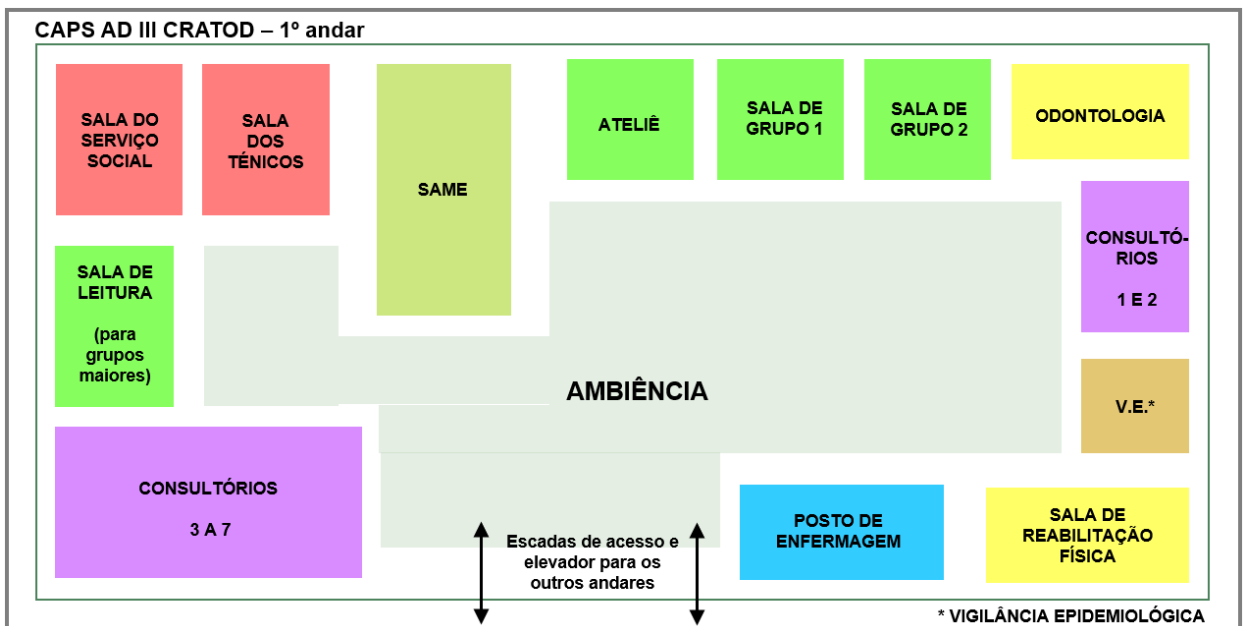 CAPS AD III CRATOD – 1º andar
SALA DO
SERVIÇO
SOCIAL
SALA
DOS
TÉNICOS
SAME
ATELIÊ
SALA DE
GRUPO 1
SALA DE
GRUPO 2
ODONTOLOGIA
CONSULTÓ-
RIOS
1 E 2
SALA DE
LEITURA
(para
grupos
maiores)
AMBIÊNCIA
V.E.*
CONSULTÓRIOS
3 A 7
Escadas de acesso e
elevador para os
outros andares
POSTO DE
ENFERMAGEM
SALA DE
REABILITAÇÃO
FÍSICA
* VIGILÂNCIA EPIDEMIOLÓGICA